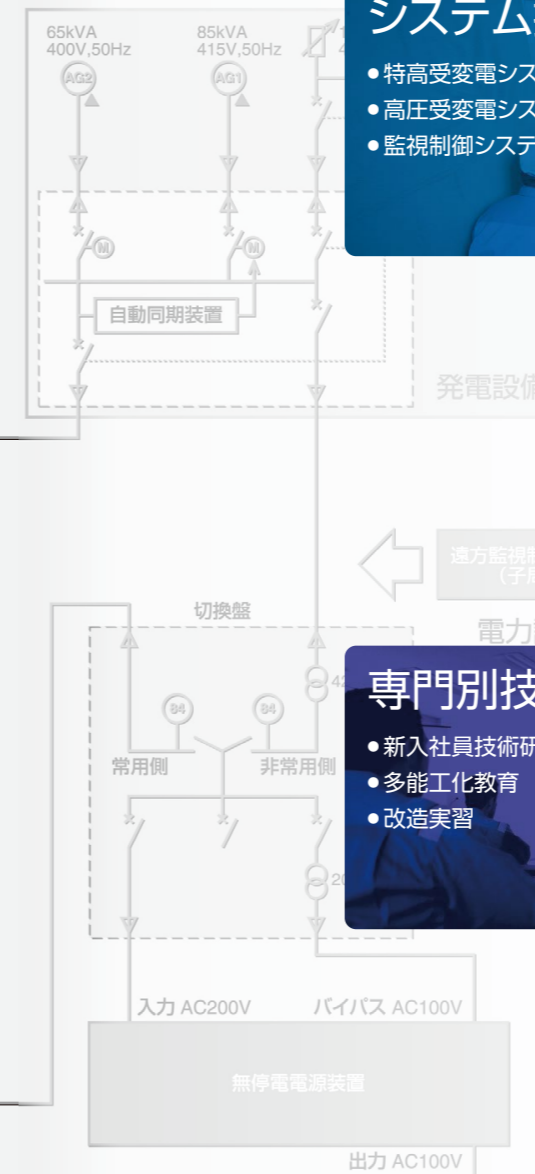 システム
●特高受変電シス
●高圧受変電シス
●監視制御システ
65kVA
400V,50Hz
85kVA
415V,50Hz
AG2
AG1
M
M
自動同期装置
発電設備
遠方監視
(子
電力
切換盤
84
84
常用側
非常用側
専門別技
●新入社員技術研
●多能工化教育
●改造実習
入力 AC200V
バイパス AC100V
無停電電源装置
出力 AC100V